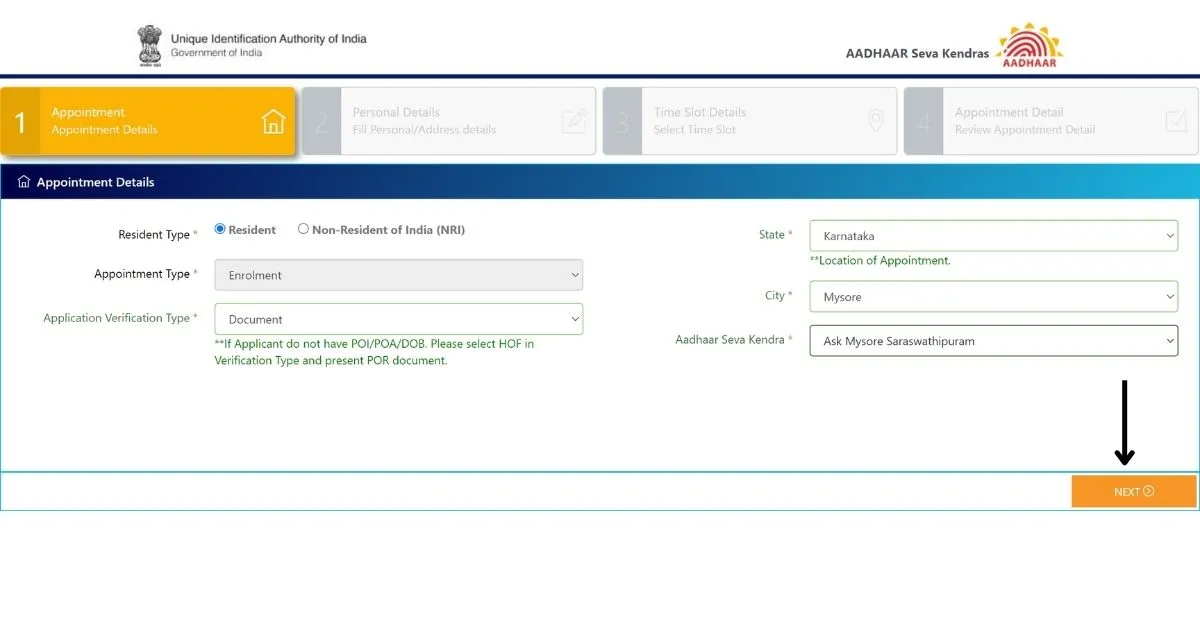 Unique Identification Authority of India
Government of India
AADHAAR Seva Kendras
AADHAAR
1
Appointment
Appointment Details
2
Personal Details
Fill Personal/Address details
3
Time Slot Details
Select Time Slot
4
Appointment Detail
Review Appointment Detail
Appointment Details
Resident Type *
Resident
Non-Resident of India (NRI)
Appointment Type *
Enrolment
Application Verification Type *
Document
**If Applicant do not have POI/POA/DOB. Please select HOF in
Verification Type and present POR document.
State *
Karnataka
**Location of Appointment.
City *
Mysore
Aadhaar Seva Kendra *
Ask Mysore Saraswathipuram
NEXT